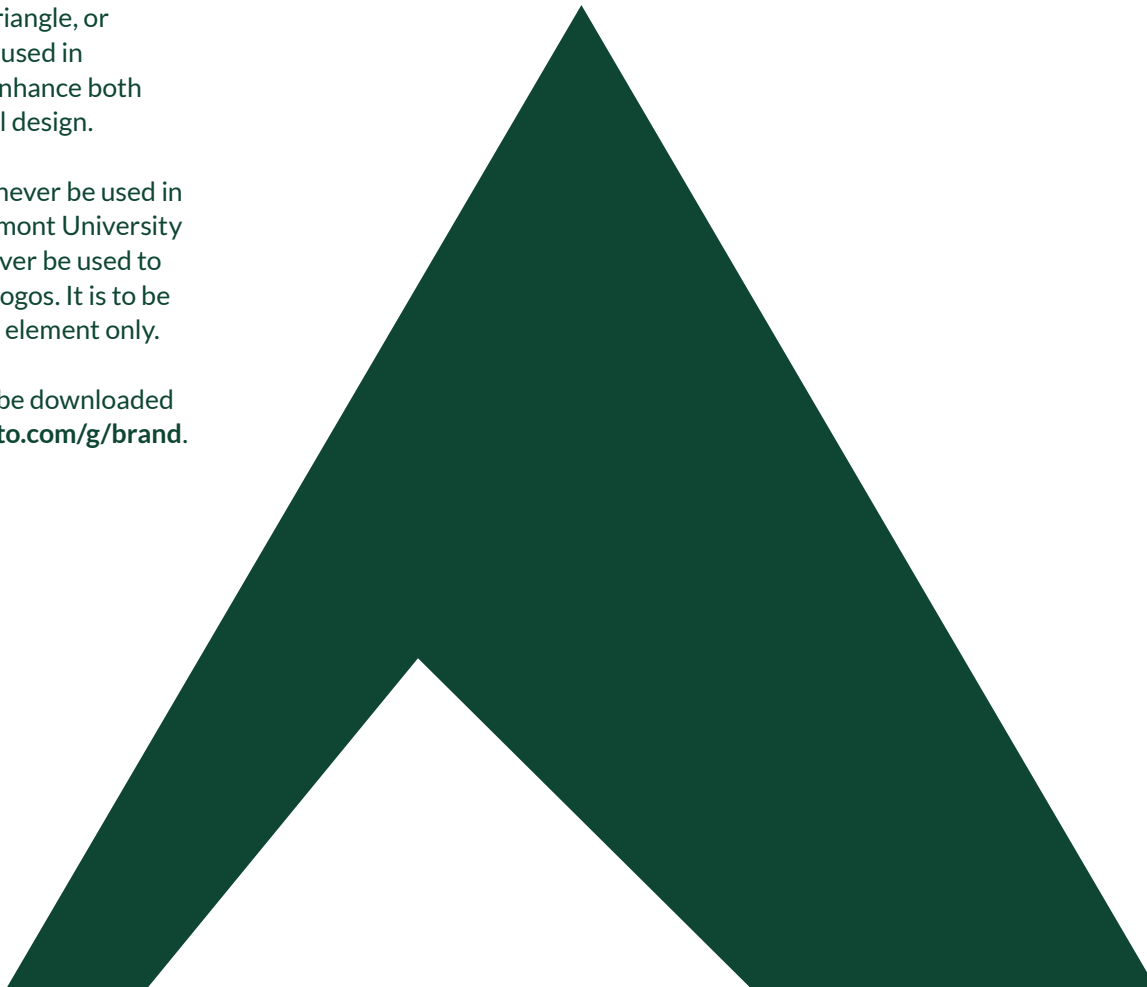 riangle, or
used in
nhance both
l design.
never be used in
mont University
ver be used to
ogos. It is to be
element only.
be downloaded
to.com/g/brand.